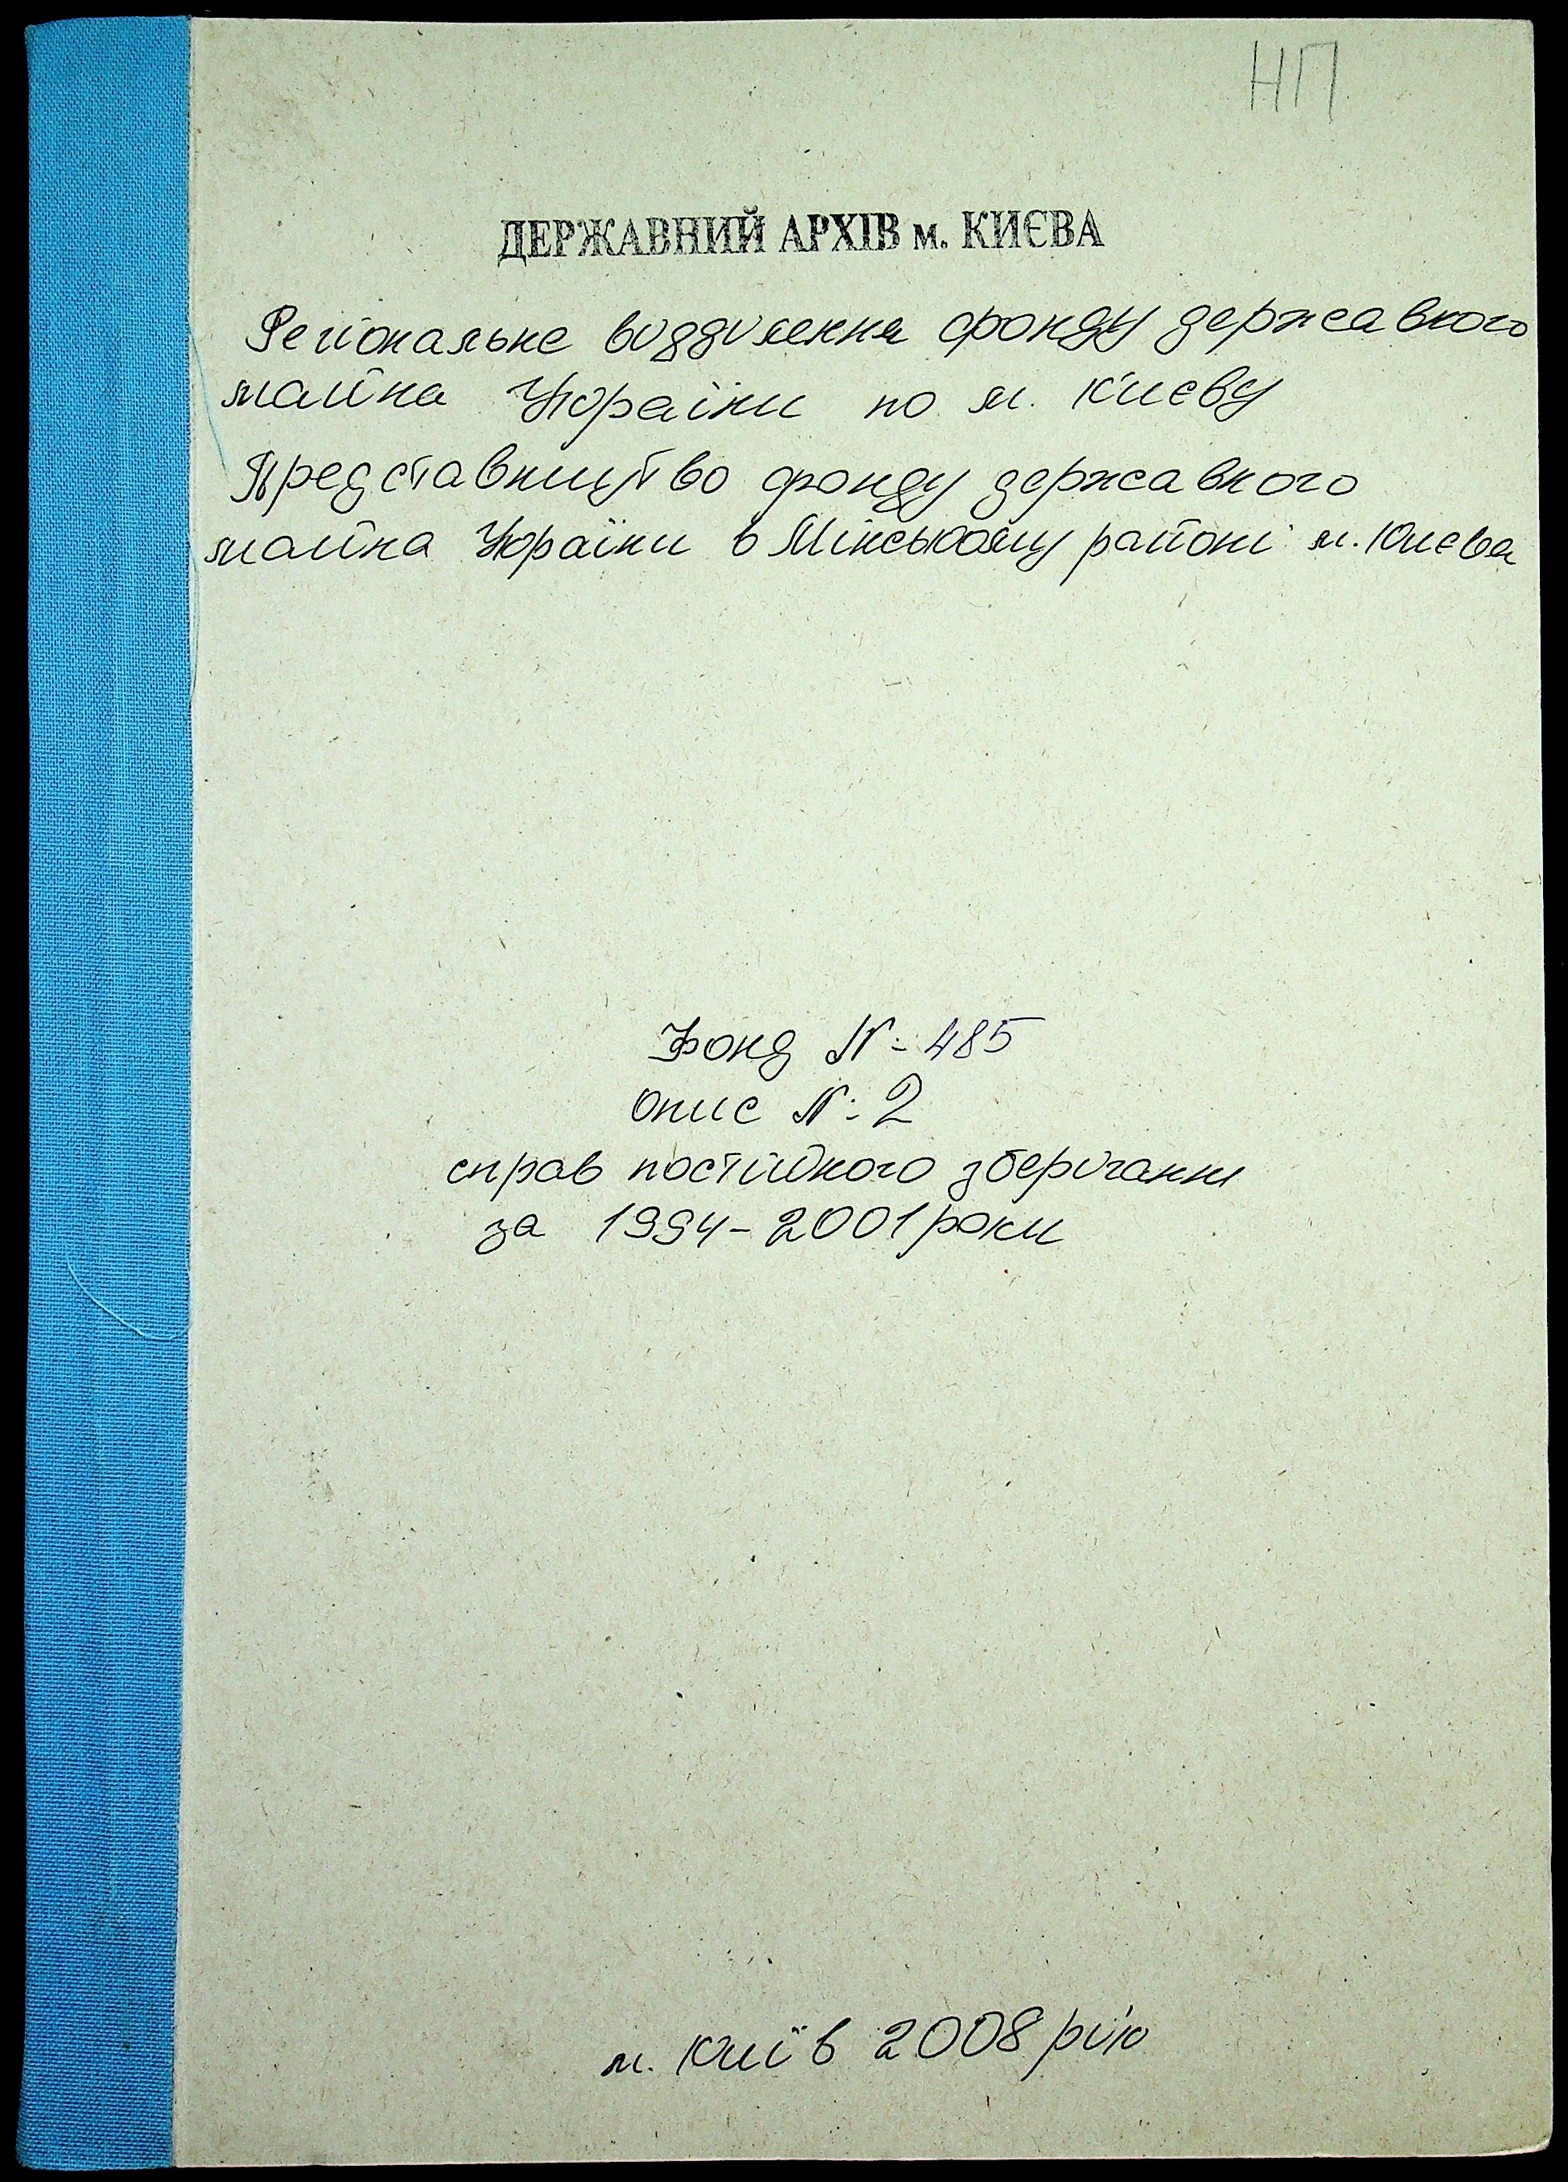 НП
ДЕРЖАВНИЙ АРХІВ м. КИЄВА
Регіональне відділення фонду державного
майна України по м. Києву
Представництво фонду державного
майна України в Мінському районі м. Києва
Фонд № 485
Опис № 2
справ постійного зберігання
за 1994-2001 роки
м. Київ 2008 рік